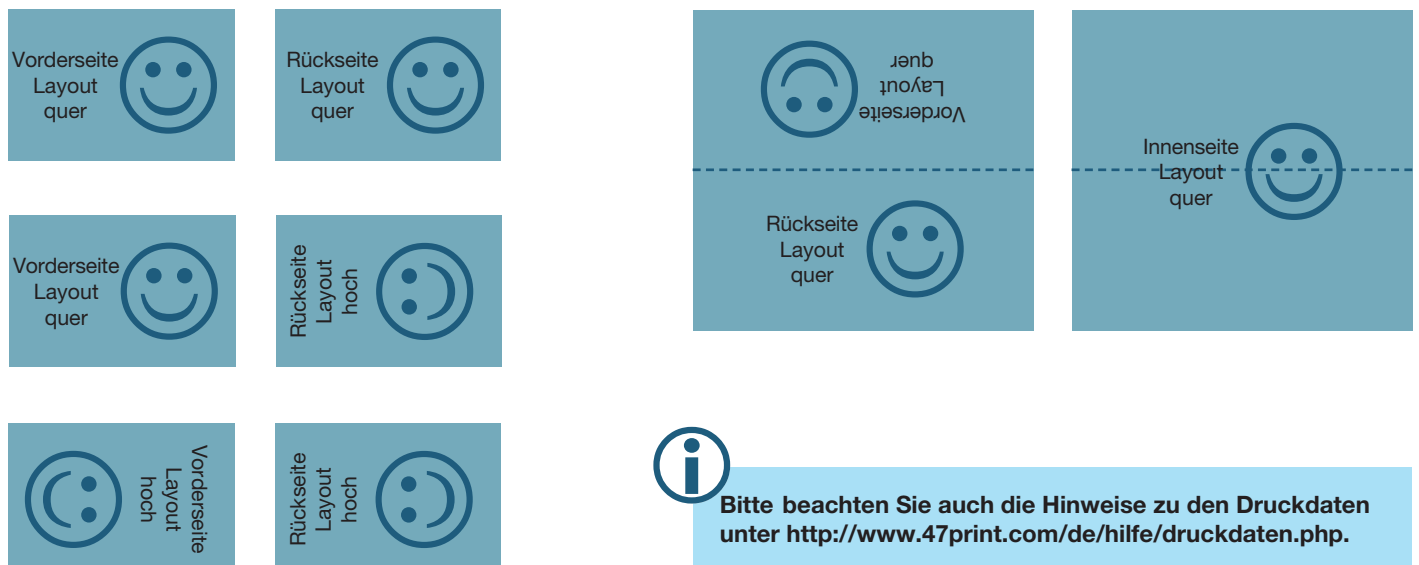 Vorderseite
Layout
quer
Rückseite
Layout
quer
Vorderseite
Layout
quer
Rückseite
Layout
hoch
Vorderseite
Layout
hoch
Rückseite
Layout
hoch
Vorderseite
Layout
quer
Rückseite
Layout
quer
Innenseite
Layout
quer
i
Bitte beachten Sie auch die Hinweise zu den Druckdaten
unter http://www.47print.com/de/hilfe/druckdaten.php.